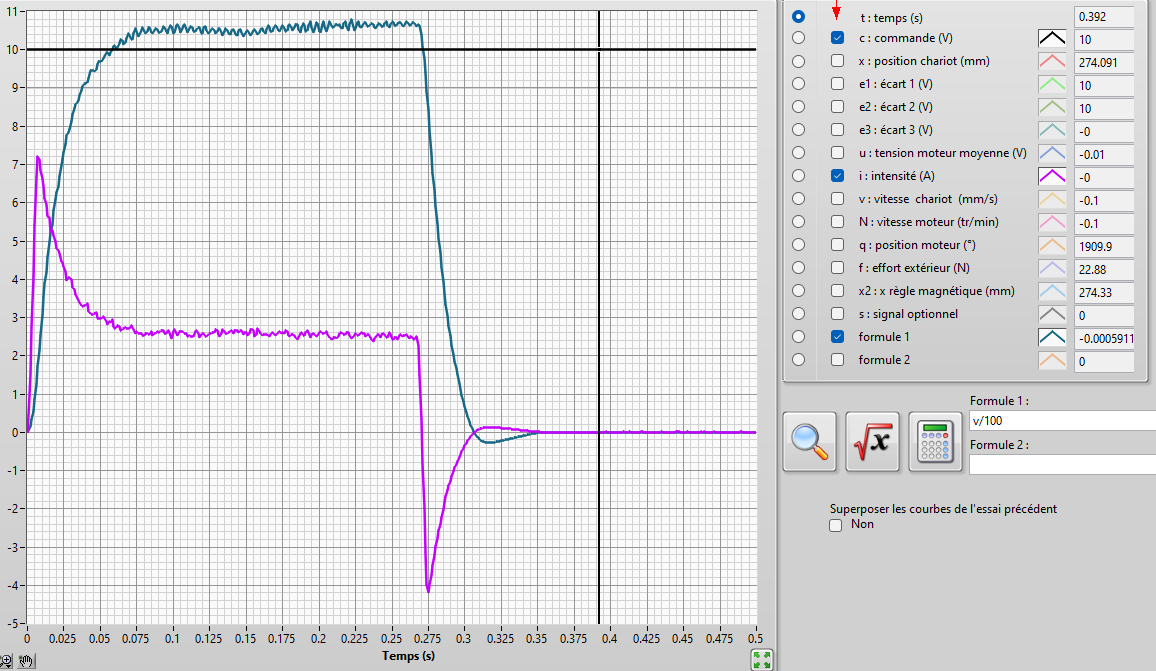 11
10
9
8
7
6
5
4
3
2
1
0
-1
-2
-3
-4
-5
0 0.025 0.05 0.075 0.1 0.125 0.15 0.175 0.2 0.225 0.25 0.275 0.3 0.325 0.35 0.375 0.4 0.425 0.45 0.475 0.5
Temps (s)
t : temps (s) 0.392
c : commande (V) 10
x : position chariot (mm) 274.091
e1 : écart 1 (V) 10
e2 : écart 2 (V) 10
e3 : écart 3 (V) -0
u : tension moteur moyenne (V) -0.01
i : intensité (A) -0
v : vitesse chariot (mm/s) -0.1
N : vitesse moteur (tr/min) -0.1
q : position moteur (°) 1909.9
f : effort extérieur (N) 22.88
x2 : x règle magnétique (mm) 274.33
s : signal optionnel 0
formule 1 -0.0005911
formule 2 0
Formule 1 :
v/100
Formule 2 :
√x
Superposer les courbes de l'essai précédent
Non